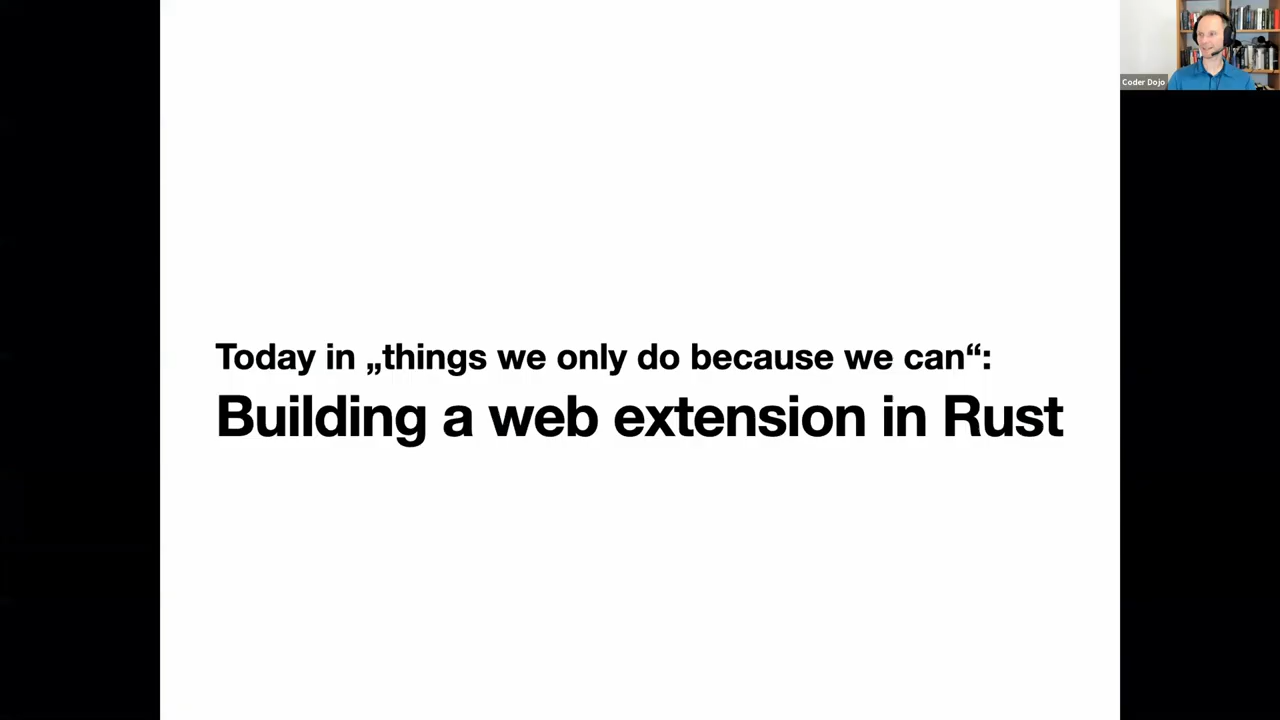 Coder Dojo
Today in „things we only do because we can“:
Building a web extension in Rust